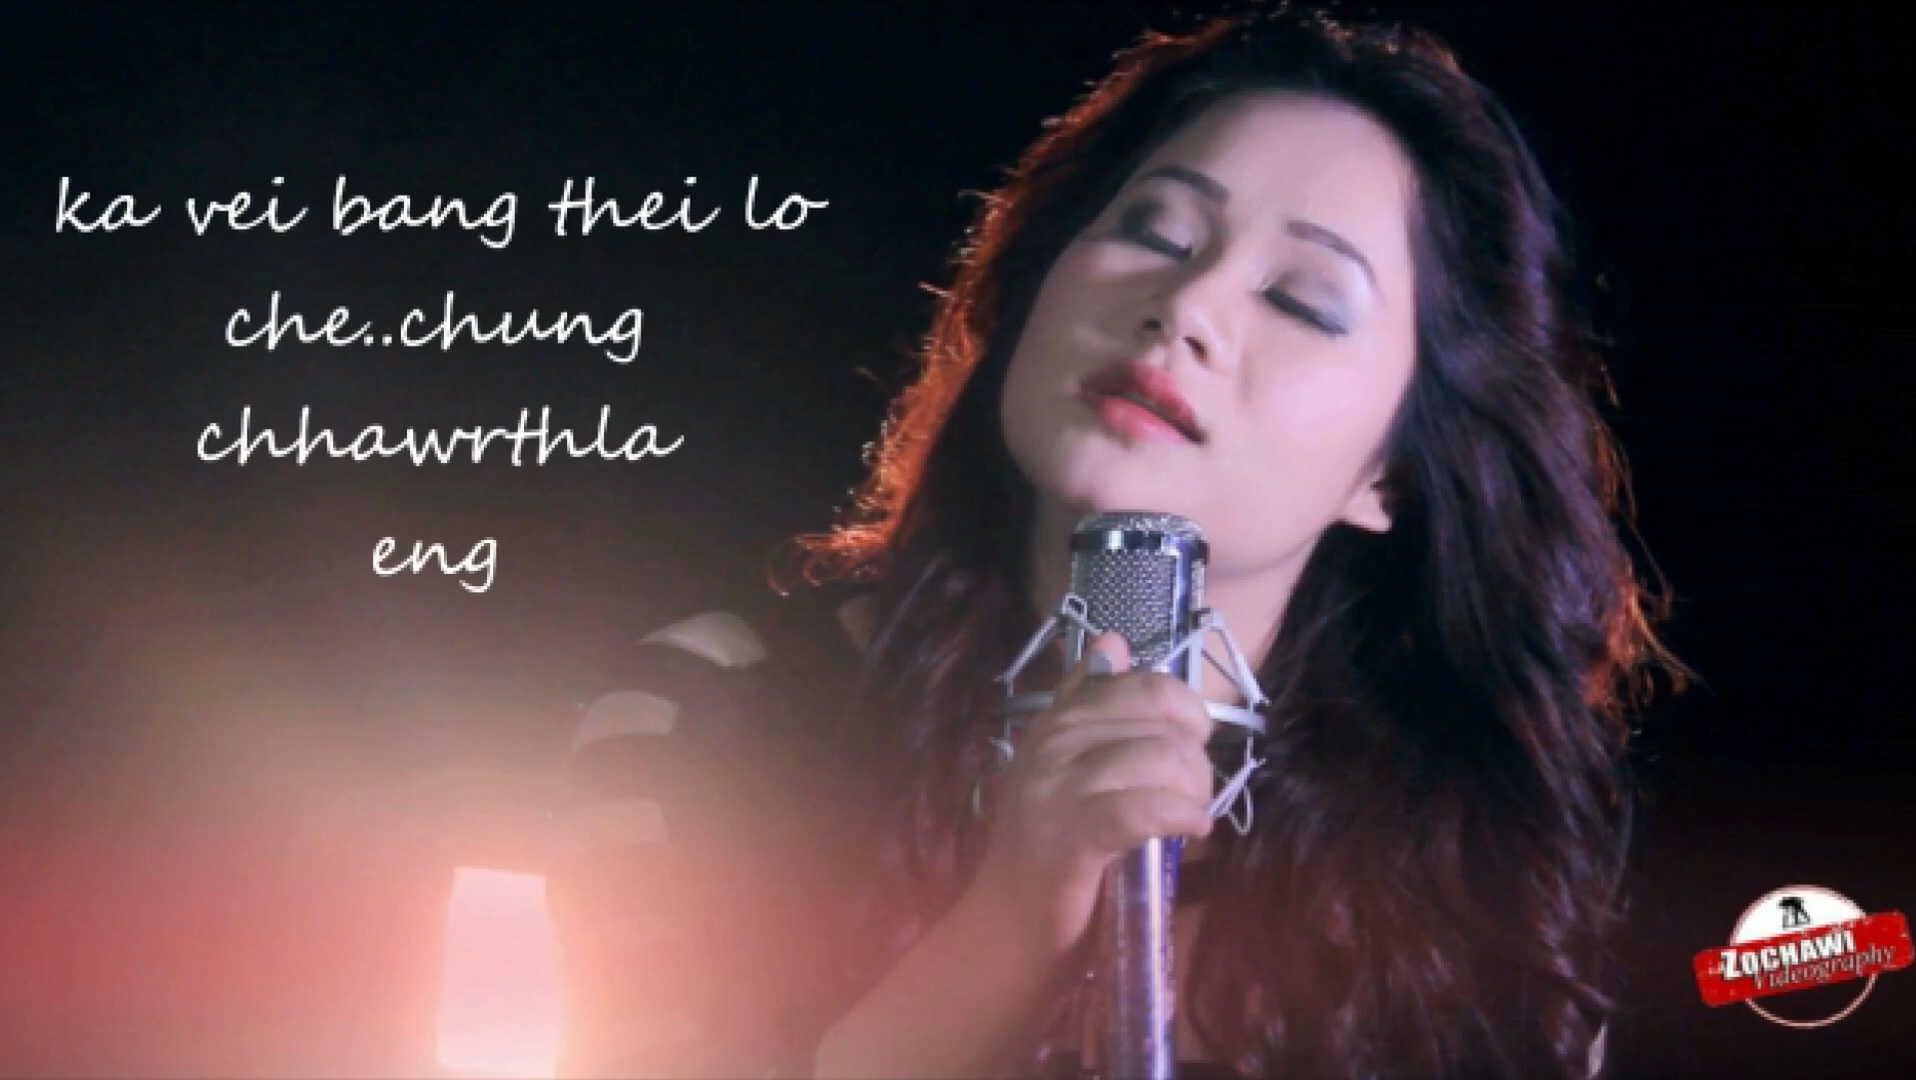 ka vei bang thei lo
che..chung
chhawrthla
eng
ZOCHAWI
Videography